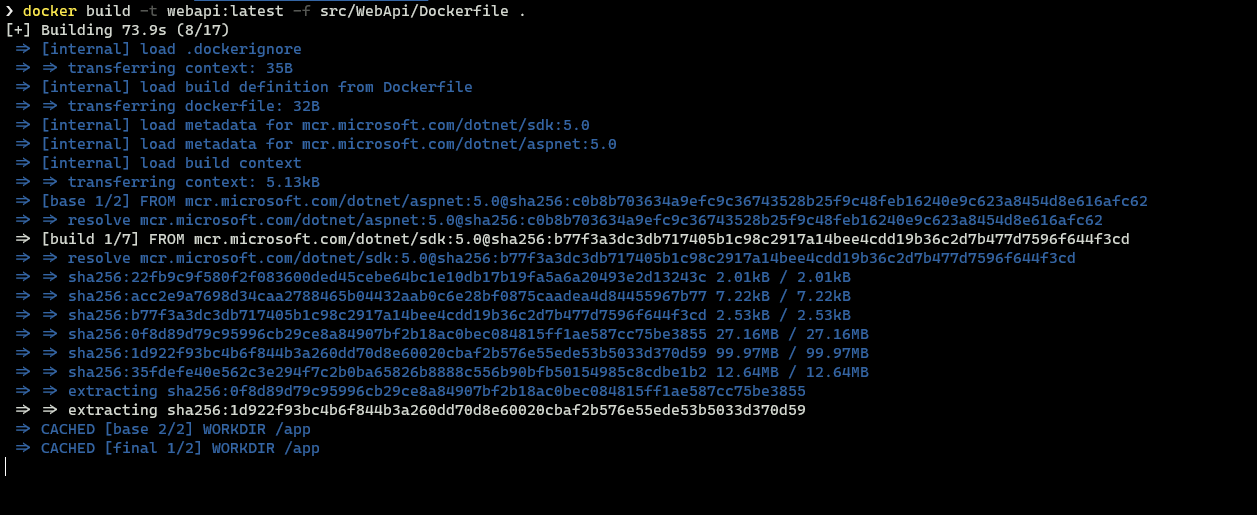 ❯ docker build -t webapi:latest -f src/WebApi/Dockerfile .
[+] Building 73.9s (8/17)
=> [internal] load .dockerignore
=> => transferring context: 35B
=> [internal] load build definition from Dockerfile
=> => transferring dockerfile: 32B
=> [internal] load metadata for mcr.microsoft.com/dotnet/sdk:5.0
=> [internal] load metadata for mcr.microsoft.com/dotnet/aspnet:5.0
=> [internal] load build context
=> => transferring context: 5.13kB
=> [base 1/2] FROM mcr.microsoft.com/dotnet/aspnet:5.0@sha256:c0b8b703634a9efc9c36743528b25f9c48feb16240e9c623a8454d8e616afc62
=> => resolve mcr.microsoft.com/dotnet/aspnet:5.0@sha256:c0b8b703634a9efc9c36743528b25f9c48feb16240e9c623a8454d8e616afc62
=> [build 1/7] FROM mcr.microsoft.com/dotnet/sdk:5.0@sha256:b77f3a3dc3db717405b1c98c2917a14bee4cdd19b36c2d7b477d7596f644f3cd
=> => resolve mcr.microsoft.com/dotnet/sdk:5.0@sha256:b77f3a3dc3db717405b1c98c2917a14bee4cdd19b36c2d7b477d7596f644f3cd
=> => sha256:22fb9c9f580f2f083600ded45cebe64bc1e10db17b19fa5a6a20493e2d13243c 2.01kB / 2.01kB
=> => sha256:acc2e9a7698d34caa2788465b04432aab0c6e28bf0875caadea4d84455967b77 7.22kB / 7.22kB
=> => sha256:b77f3a3dc3db717405b1c98c2917a14bee4cdd19b36c2d7b477d7596f644f3cd 2.53kB / 2.53kB
=> => sha256:0f8d89d79c95996cb29ce8a84907bf2b18ac0bec084815ff1ae587cc75be3855 27.16MB / 27.16MB
=> => sha256:1d922f93bc4b6f844b3a260dd70d8e60020cbaf2b576e55ede53b5033d370d59 99.97MB / 99.97MB
=> => sha256:35fdefe40e562c3e294f7c2b0ba65826b8888c556b90bfb50154985c8cdbe1b2 12.64MB / 12.64MB
=> => extracting sha256:0f8d89d79c95996cb29ce8a84907bf2b18ac0bec084815ff1ae587cc75be3855
=> => extracting sha256:1d922f93bc4b6f844b3a260dd70d8e60020cbaf2b576e55ede53b5033d370d59
=> CACHED [base 2/2] WORKDIR /app
=> CACHED [final 1/2] WORKDIR /app